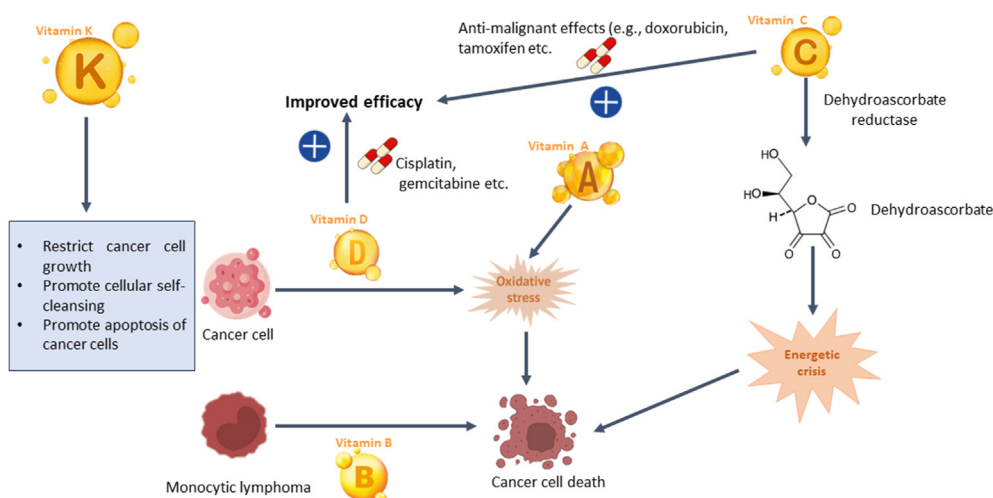 Vitamin K
K
Anti-malignant effects (e.g., doxorubicin,
tamoxifen etc.
Vitamin C
C
Improved efficacy
Dehydroascorbate
reductase
Cisplatin,
gemcitabine etc.
Vitamin A
A
HO
HO
H
O
O
O
O
Dehydroascorbate
Vitamin D
D
• Restrict cancer cell
growth
• Promote cellular self-
cleansing
• Promote apoptosis of
cancer cells
Cancer cell
Oxidative
stress
Energetic
crisis
Vitamin B
B
Monocytic lymphoma
Cancer cell death